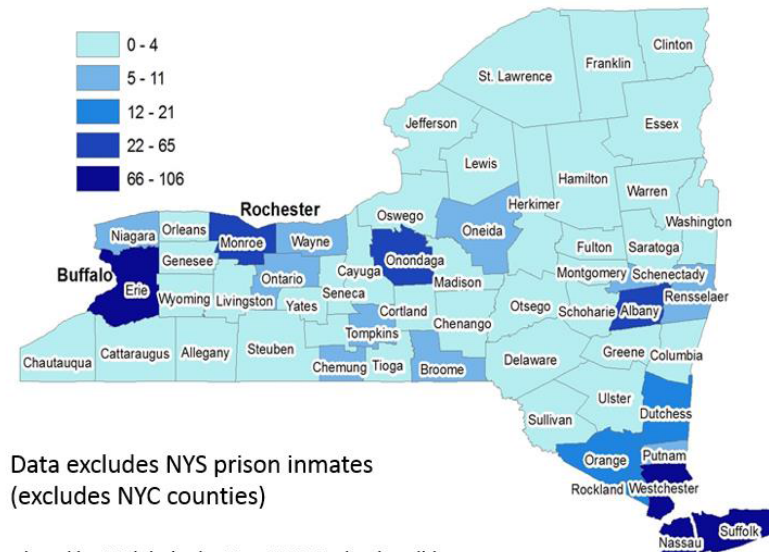 0 - 4
5 - 11
12 - 21
22 - 65
66 - 106
Clinton
Franklin
St. Lawrence
Jefferson
Essex
Lewis
Hamilton
Warren
Washington
Herkimer
Oswego
Oneida
Rochester
Niagara
Orleans
Monroe
Wayne
Fulton
Saratoga
Buffalo
Erie
Genesee
Ontario
Cayuga
Onondaga
Madison
Montgomery
Schenectady
Rensselaer
Wyoming
Livingston
Yates
Seneca
Cortland
Otsego
Schoharie
Albany
Chautauqua
Cattaraugus
Allegany
Steuben
Tompkins
Chenango
Chemung
Tioga
Broome
Delaware
Greene
Columbia
Ulster
Dutchess
Sullivan
Orange
Putnam
Rockland
Westchester
Nassau
Suffolk
Data excludes NYS prison inmates
(excludes NYC counties)